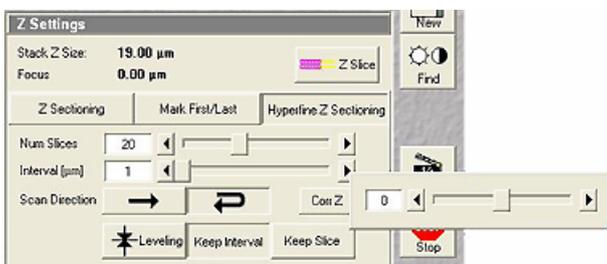 Z Settings
New
Stack Z Size: 19.00 µm
Focus 0.00 µm
Z Slice
Find
Z Sectioning Mark First/Last Hyperfine Z Sectioning
Num Slices 20
Interval (µm) 1
Scan Direction
Corr Z 0
Leveling Keep Interval Keep Slice
Stop